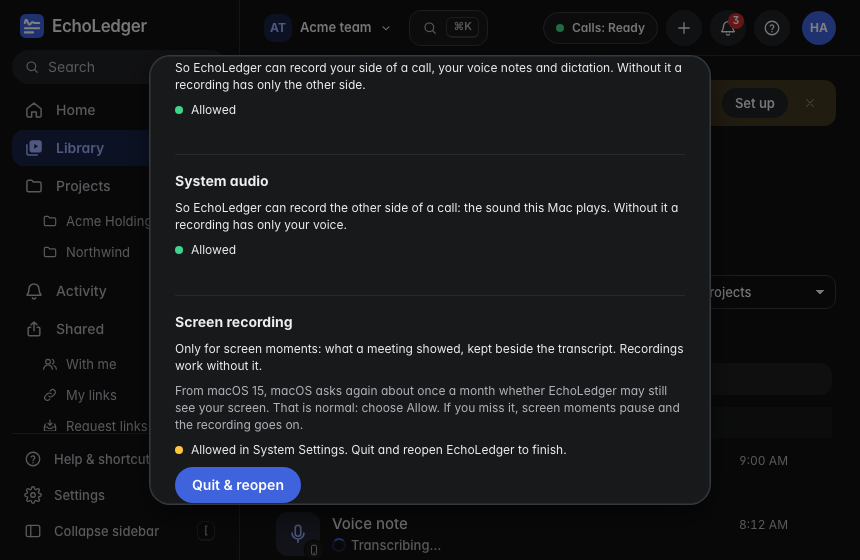 EchoLedger
AT Acme team
⌘K
Calls: Ready
3
HA
Search
Home
Library
Projects
Acme Holding
Northwind
Activity
Shared
With me
My links
Request links
Help & shortcut
Settings
Collapse sidebar [
So EchoLedger can record your side of a call, your voice notes and dictation. Without it a
recording has only the other side.
Allowed
System audio
So EchoLedger can record the other side of a call: the sound this Mac plays. Without it a
recording has only your voice.
Allowed
Screen recording
Only for screen moments: what a meeting showed, kept beside the transcript. Recordings
work without it.
From macOS 15, macOS asks again about once a month whether EchoLedger may still
see your screen. That is normal: choose Allow. If you miss it, screen moments pause and
the recording goes on.
Allowed in System Settings. Quit and reopen EchoLedger to finish.
Quit & reopen
Set up
rojects
9:00 AM
Voice note
8:12 AM
Transcribing...